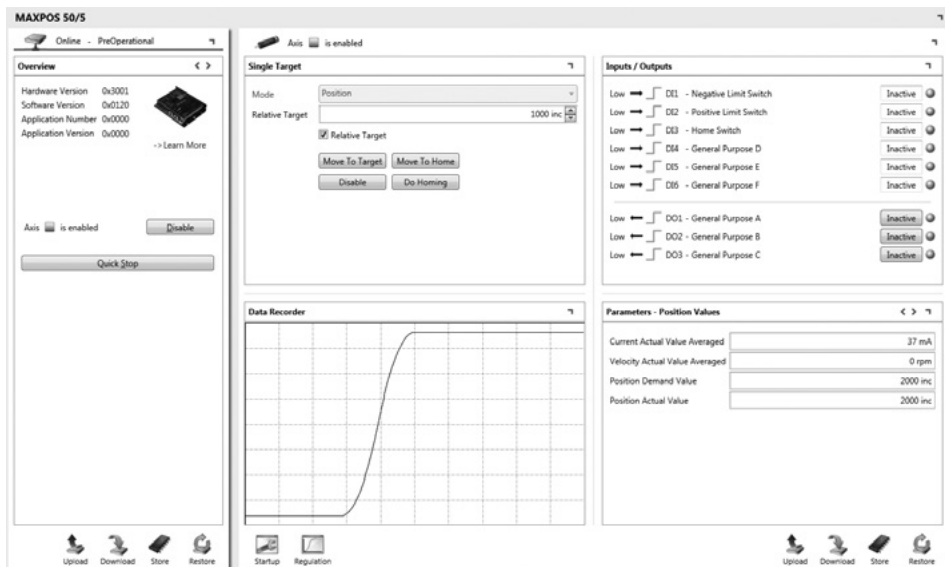 MAXPOS 50/5
Online - PreOperational
Overview
Hardware Version 0x3001
Software Version 0x0120
Application Number 0x0000
Application Version 0x0000
->Learn More
Axis is enabled
Disable
Quick Stop
Upload Download Store Restore
Axis is enabled
Single Target
Mode Position
Relative Target 1000 inc
Relative Target
Move To Target Move To Home
Disable Do Homing
Inputs / Outputs
Low DI1 - Negative Limit Switch Inactive
Low DI2 - Positive Limit Switch Inactive
Low DI3 - Home Switch Inactive
Low DI4 - General Purpose D Inactive
Low DI5 - General Purpose E Inactive
Low DI6 - General Purpose F Inactive
Low DO1 - General Purpose A Inactive
Low DO2 - General Purpose B Inactive
Low DO3 - General Purpose C Inactive
Data Recorder
Parameters - Position Values
Current Actual Value Averaged 37 mA
Velocity Actual Value Averaged 0 rpm
Position Demand Value 2000 inc
Position Actual Value 2000 inc
Startup Regulation
Upload Download Store Restore